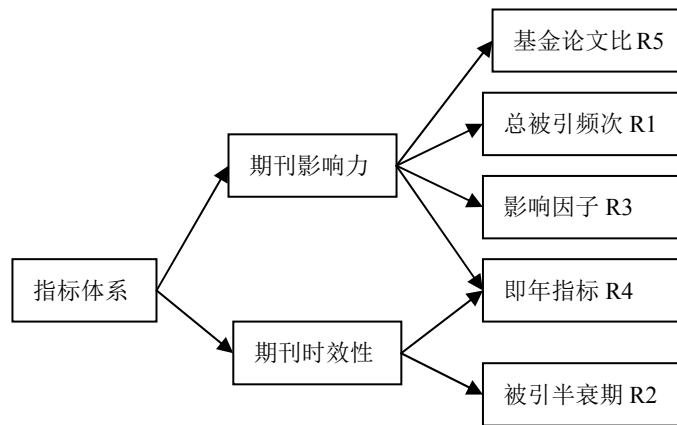 基金论文比 R5
总被引频次 R1
期刊影响力
影响因子 R3
指标体系
即年指标 R4
期刊时效性
被引半衰期 R2